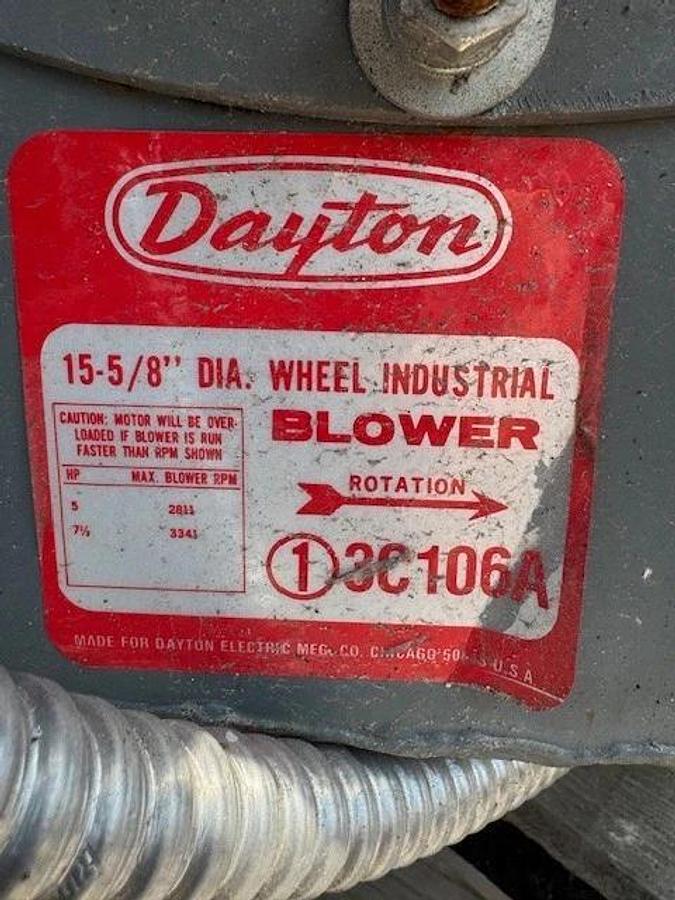 Dayton
15-5/8" DIA. WHEEL INDUSTRIAL
BLOWER
CAUTION: MOTOR WILL BE OVER-
LOADED IF BLOWER IS RUN
FASTER THAN RPM SHOWN
HP MAX. BLOWER RPM
5 2811
7½ 3341
ROTATION
① 3C106A
MADE FOR DAYTON ELECTRIC MFG. CO. CHICAGO U.S.A.